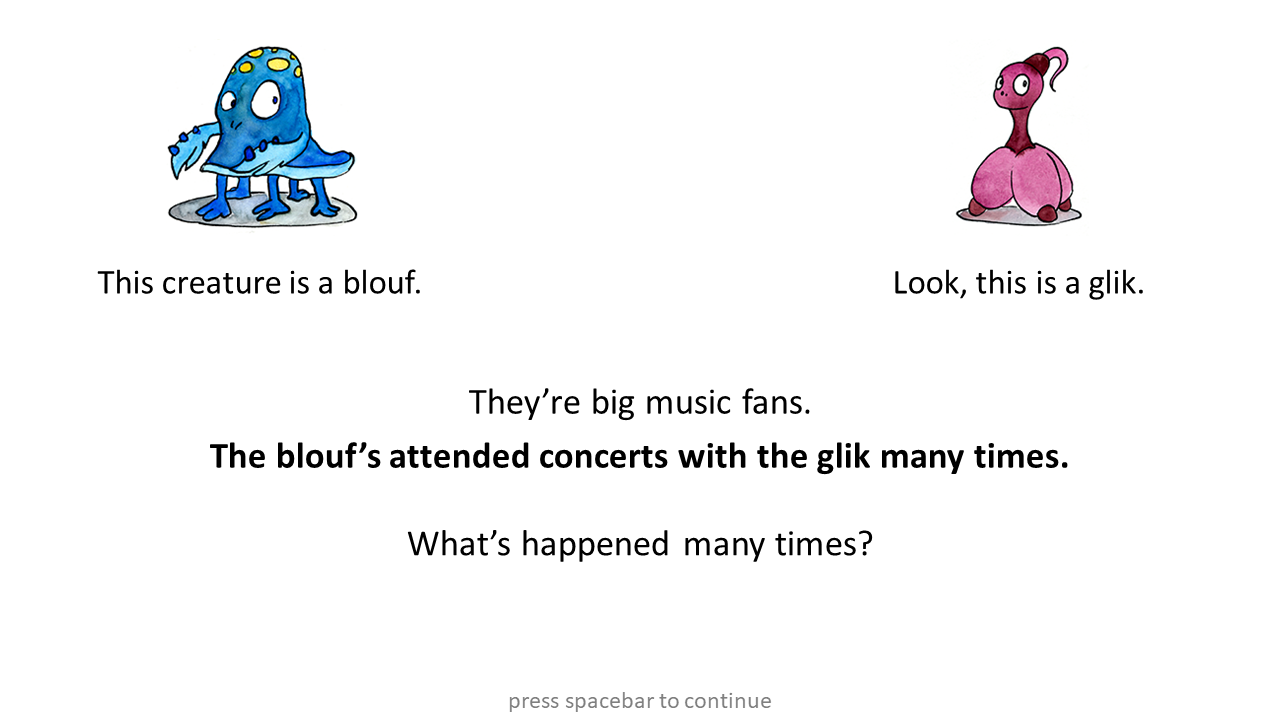 This creature is a blouf.
Look, this is a glik.
They’re big music fans.
The blouf’s attended concerts with the glik many times.
What’s happened many times?
press spacebar to continue